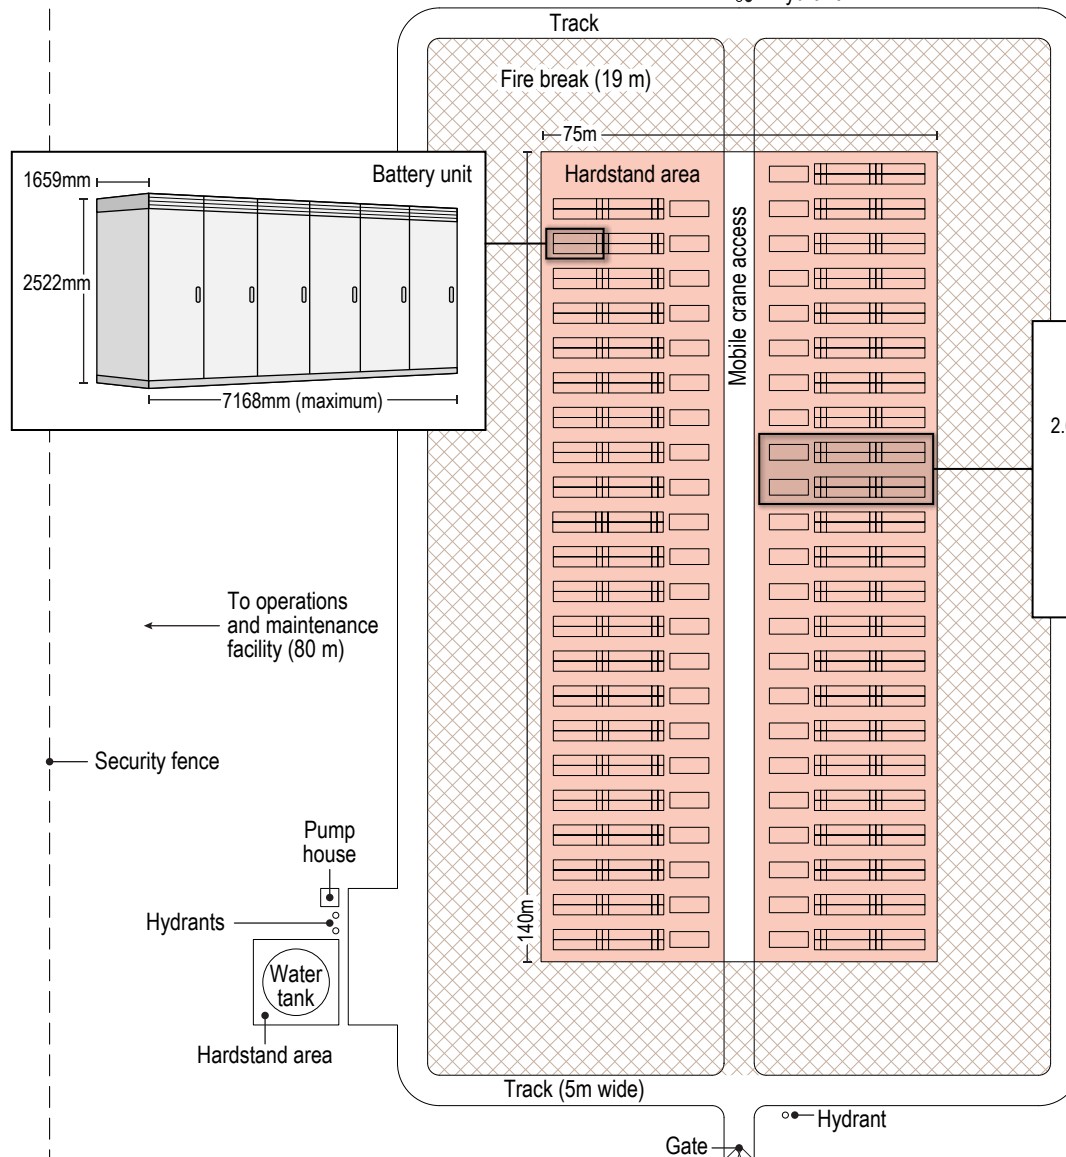 Track
Fire break (19 m)
75m
Battery unit
1659mm
2522mm
7168mm (maximum)
Hardstand area
Mobile crane access
To operations
and maintenance
facility (80 m)
Security fence
Pump
house
Hydrants
140m
Water
tank
Hardstand area
Track (5m wide)
Hydrant
Gate